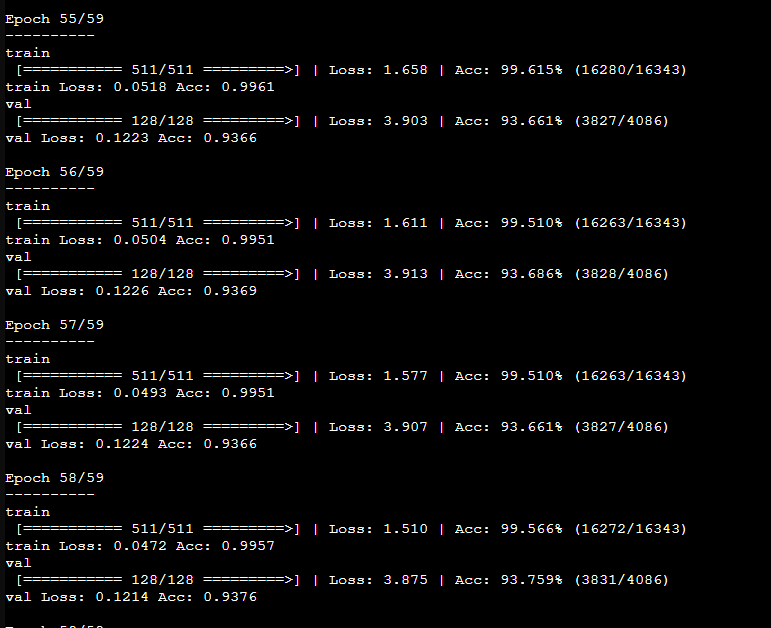 Epoch 55/59
----------
train
[=========== 511/511 =========>] | Loss: 1.658 | Acc: 99.615% (16280/16343)
train Loss: 0.0518 Acc: 0.9961
val
[=========== 128/128 =========>] | Loss: 3.903 | Acc: 93.661% (3827/4086)
val Loss: 0.1223 Acc: 0.9366
Epoch 56/59
----------
train
[=========== 511/511 =========>] | Loss: 1.611 | Acc: 99.510% (16263/16343)
train Loss: 0.0504 Acc: 0.9951
val
[=========== 128/128 =========>] | Loss: 3.913 | Acc: 93.686% (3828/4086)
val Loss: 0.1226 Acc: 0.9369
Epoch 57/59
----------
train
[=========== 511/511 =========>] | Loss: 1.577 | Acc: 99.510% (16263/16343)
train Loss: 0.0493 Acc: 0.9951
val
[=========== 128/128 =========>] | Loss: 3.907 | Acc: 93.661% (3827/4086)
val Loss: 0.1224 Acc: 0.9366
Epoch 58/59
----------
train
[=========== 511/511 =========>] | Loss: 1.510 | Acc: 99.566% (16272/16343)
train Loss: 0.0472 Acc: 0.9957
val
[=========== 128/128 =========>] | Loss: 3.875 | Acc: 93.759% (3831/4086)
val Loss: 0.1214 Acc: 0.9376